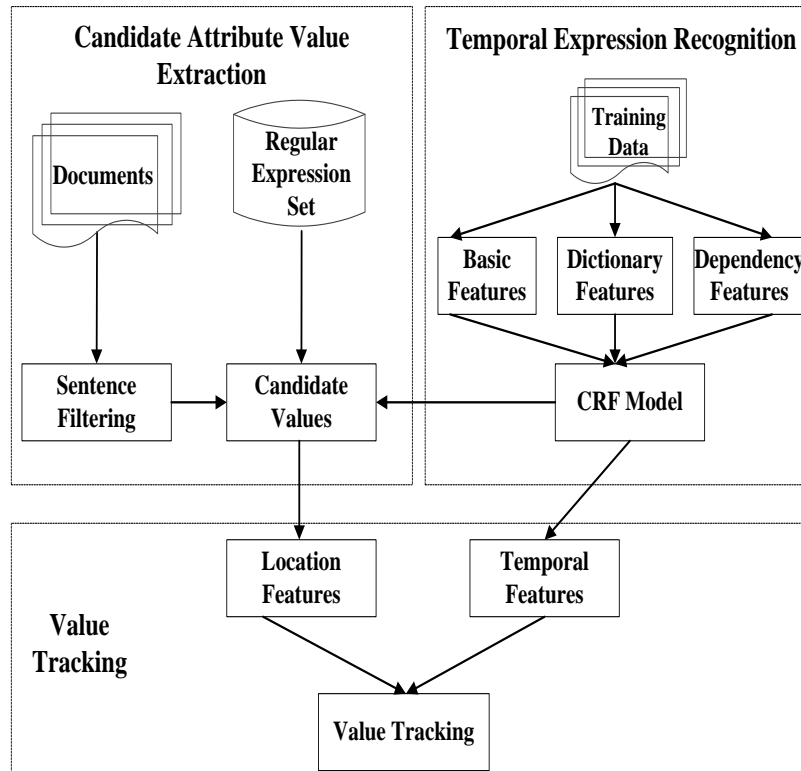 Candidate Attribute Value
Extraction
Documents
Regular
Expression
Set
Sentence
Filtering
Candidate
Values
Temporal Expression Recognition
Training
Data
Basic
Features
Dictionary
Features
Dependency
Features
CRF Model
Value
Tracking
Location
Features
Temporal
Features
Value Tracking